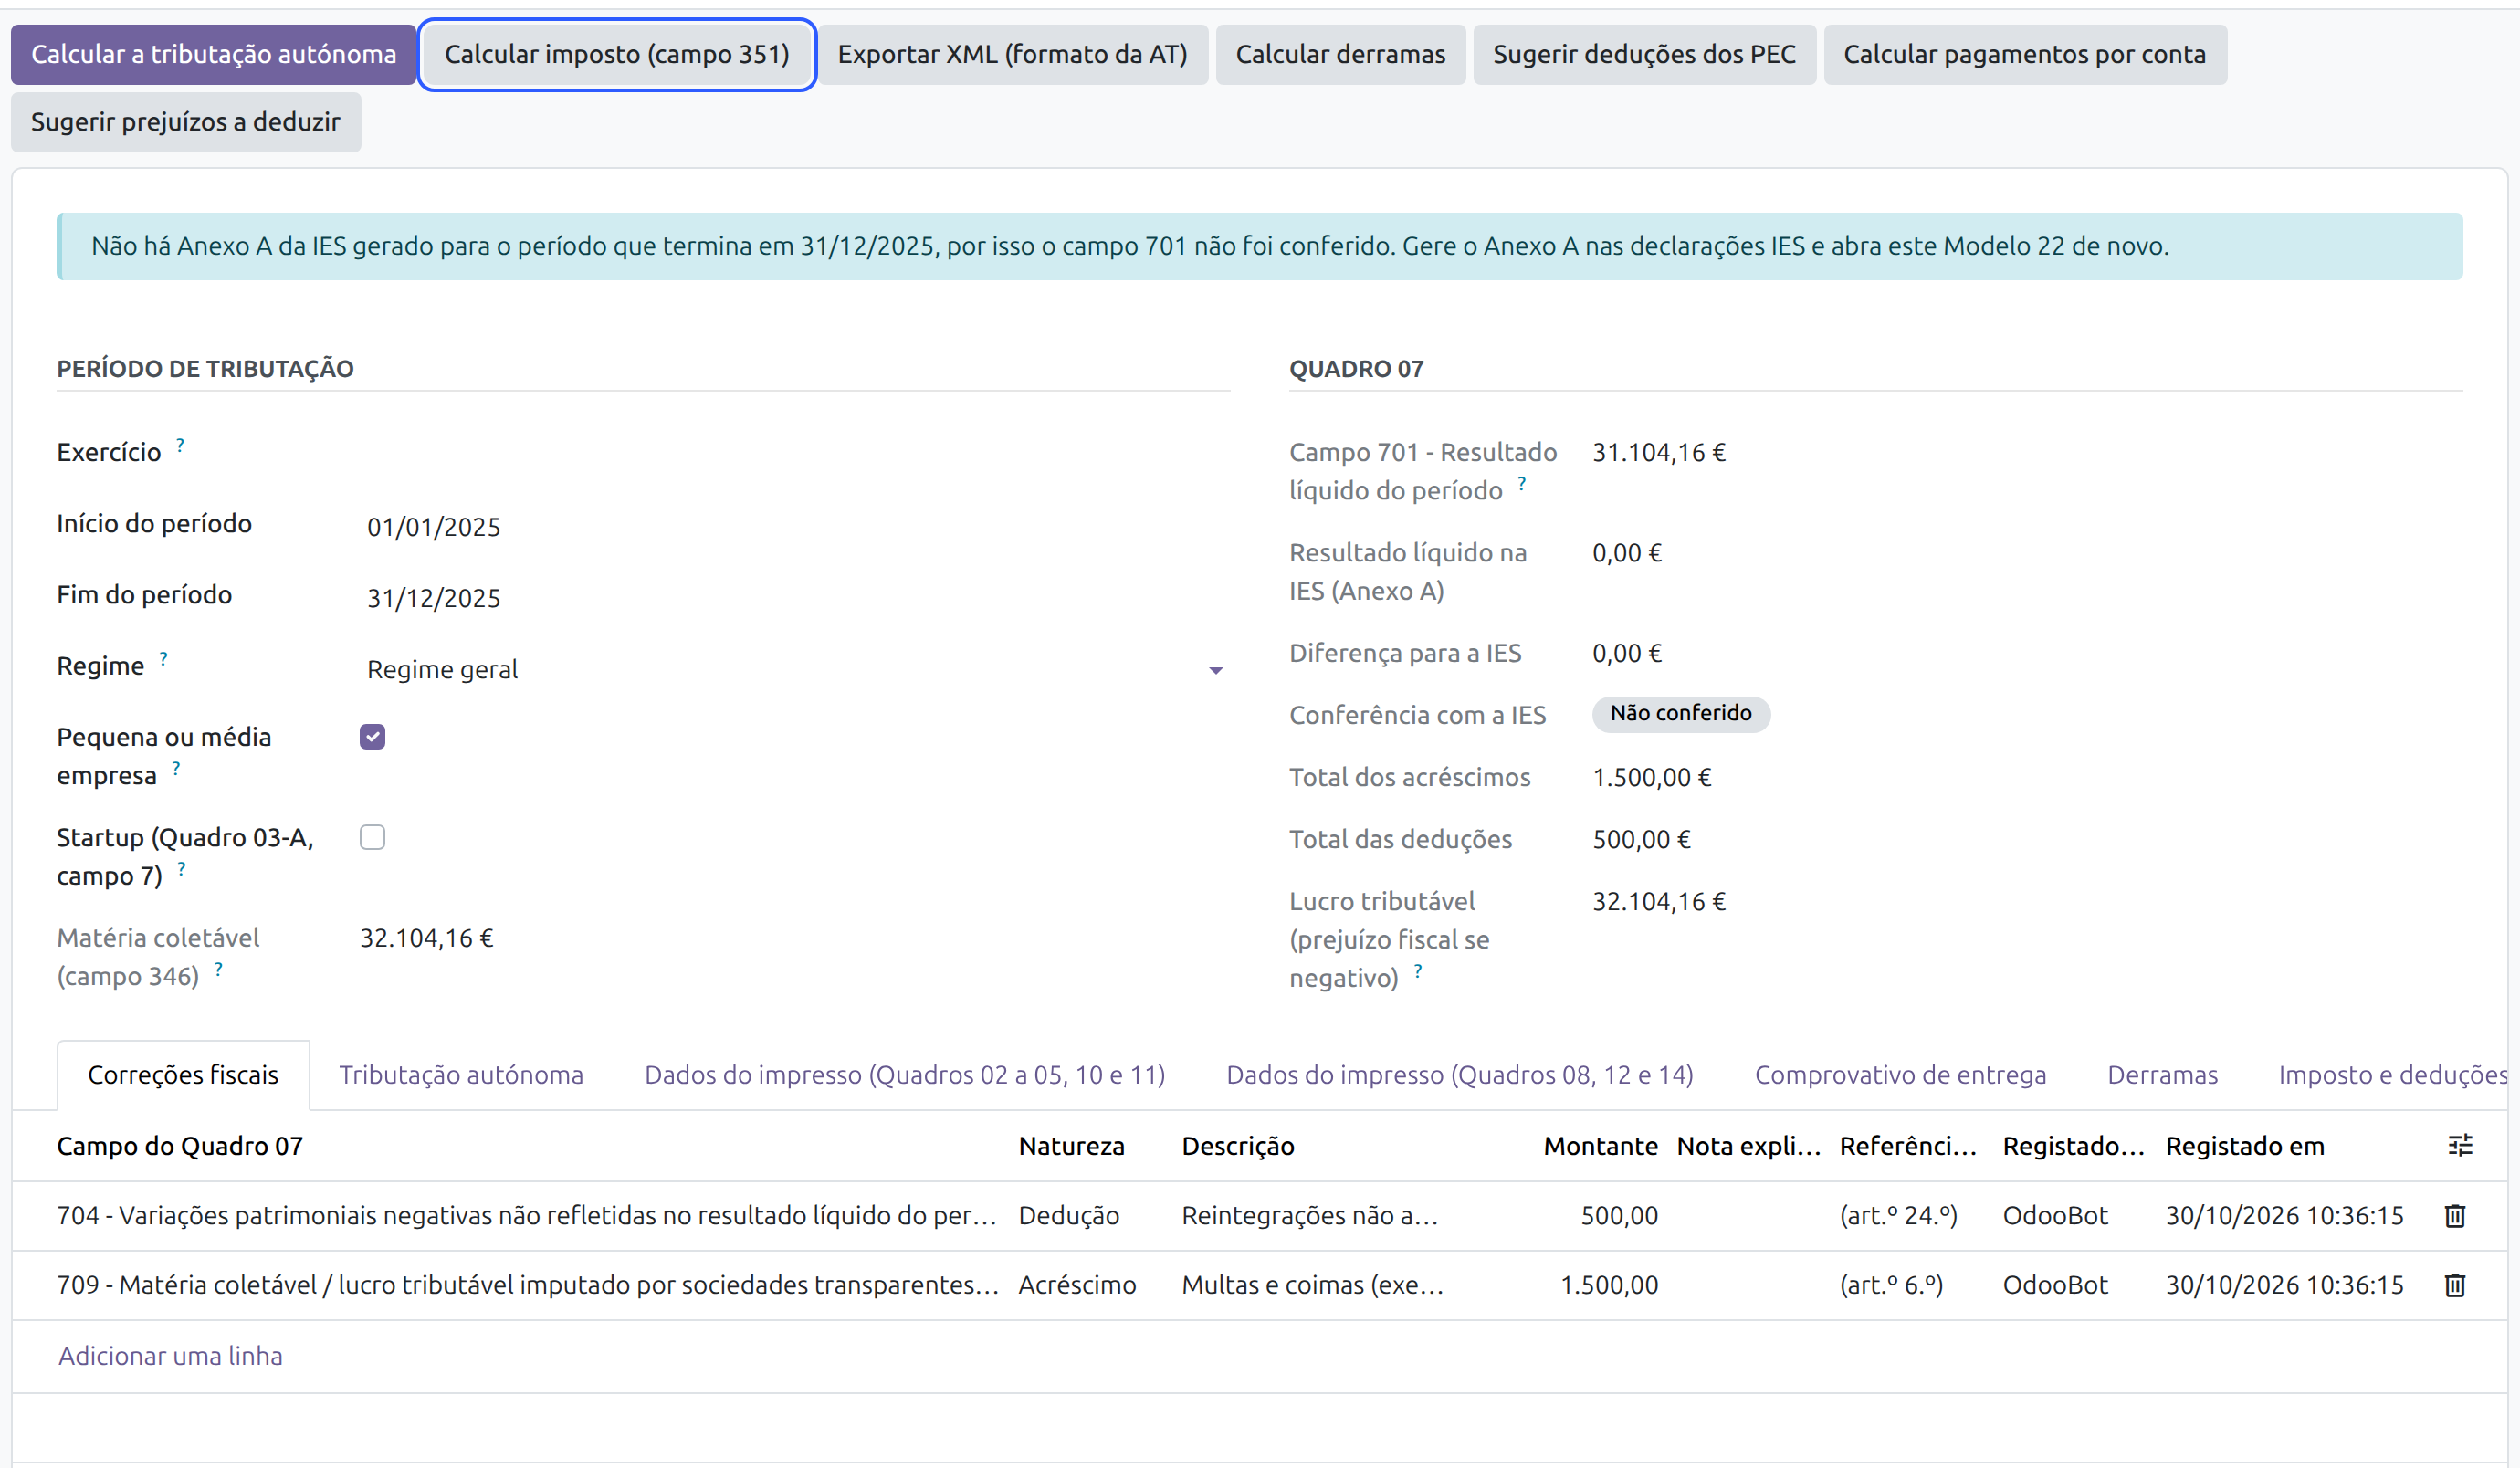 Calcular a tributação autónoma
Calcular imposto (campo 351)
Exportar XML (formato da AT)
Calcular derramas
Sugerir deduções dos PEC
Calcular pagamentos por conta
Sugerir prejuízos a deduzir
Não há Anexo A da IES gerado para o período que termina em 31/12/2025, por isso o campo 701 não foi conferido. Gere o Anexo A nas declarações IES e abra este Modelo 22 de novo.
PERÍODO DE TRIBUTAÇÃO
Exercício ?
Início do período 01/01/2025
Fim do período 31/12/2025
Regime ? Regime geral
Pequena ou média
empresa ?
Startup (Quadro 03-A,
campo 7) ?
Matéria coletável 32.104,16 €
(campo 346) ?
QUADRO 07
Campo 701 - Resultado 31.104,16 €
líquido do período ?
Resultado líquido na 0,00 €
IES (Anexo A)
Diferença para a IES 0,00 €
Conferência com a IES Não conferido
Total dos acréscimos 1.500,00 €
Total das deduções 500,00 €
Lucro tributável 32.104,16 €
(prejuízo fiscal se
negativo) ?
Correções fiscais Tributação autónoma Dados do impresso (Quadros 02 a 05, 10 e 11) Dados do impresso (Quadros 08, 12 e 14) Comprovativo de entrega Derramas Imposto e deduções
Campo do Quadro 07 Natureza Descrição Montante Nota expli... Referênci... Registado... Registado em
704 - Variações patrimoniais negativas não refletidas no resultado líquido do per... Dedução Reintegrações não a... 500,00 (art.º 24.º) OdooBot 30/10/2026 10:36:15
709 - Matéria coletável / lucro tributável imputado por sociedades transparentes... Acréscimo Multas e coimas (exe... 1.500,00 (art.º 6.º) OdooBot 30/10/2026 10:36:15
Adicionar uma linha